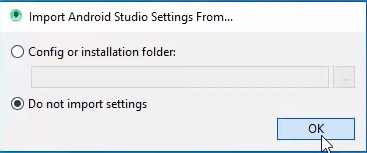 Import Android Studio Settings From...
Config or installation folder:
...
Do not import settings
OK